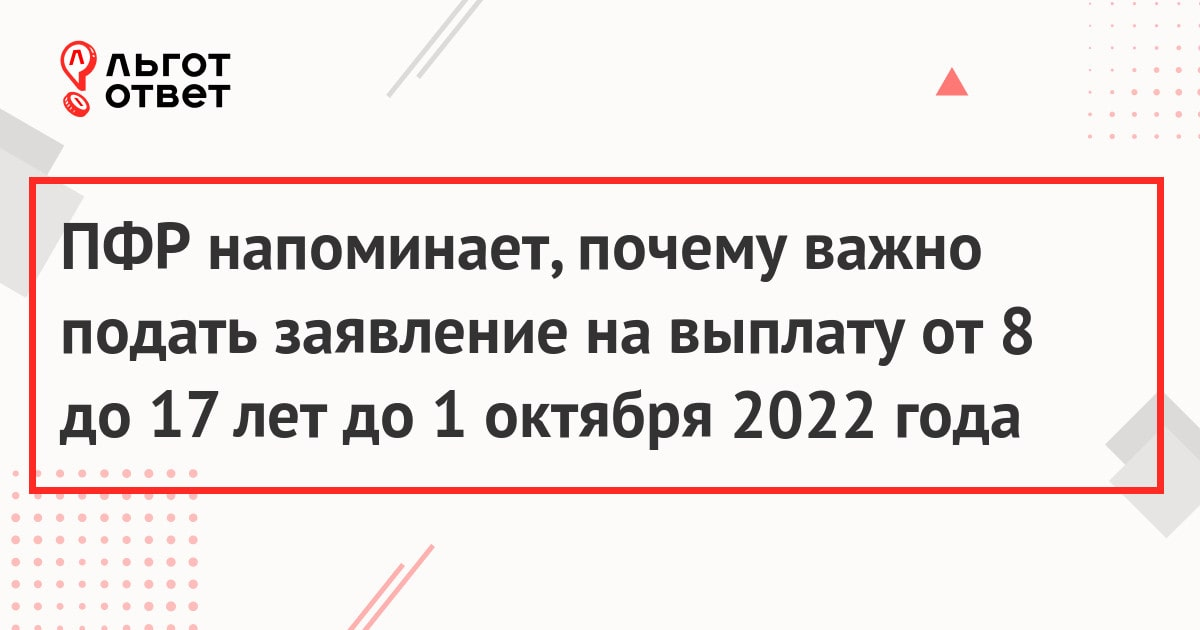 льгот
ответ
ПФР напоминает, почему важно
подать заявление на выплату от 8
до 17 лет до 1 октября 2022 года